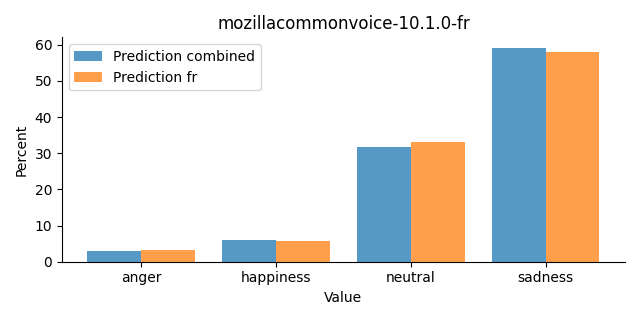 mozillacommonvoice-10.1.0-fr
Prediction combined
Prediction fr
Percent
60
50
40
30
20
10
0
anger happiness neutral sadness
Value